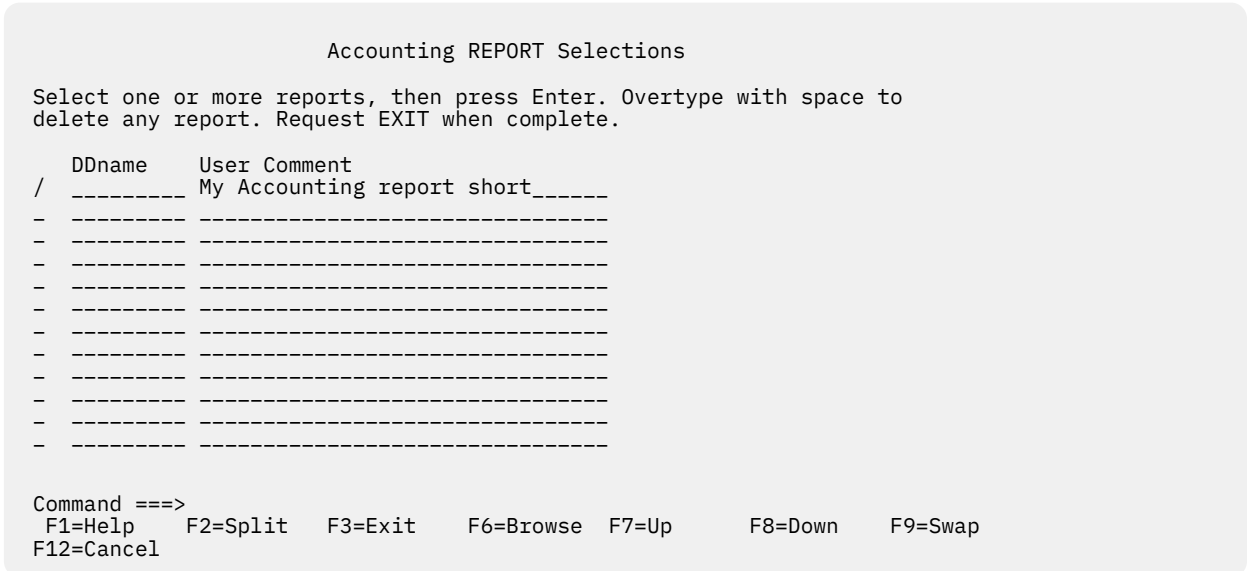 Accounting REPORT Selections
Select one or more reports, then press Enter. Overtype with space to
delete any report. Request EXIT when complete.
DDname User Comment
/ _________ My Accounting report short______
_ _________ ________________________________
_ _________ ________________________________
_ _________ ________________________________
_ _________ ________________________________
_ _________ ________________________________
_ _________ ________________________________
_ _________ ________________________________
_ _________ ________________________________
_ _________ ________________________________
_ _________ ________________________________
_ _________ ________________________________
Command ===>
F1=Help F2=Split F3=Exit F6=Browse F7=Up F8=Down F9=Swap
F12=Cancel